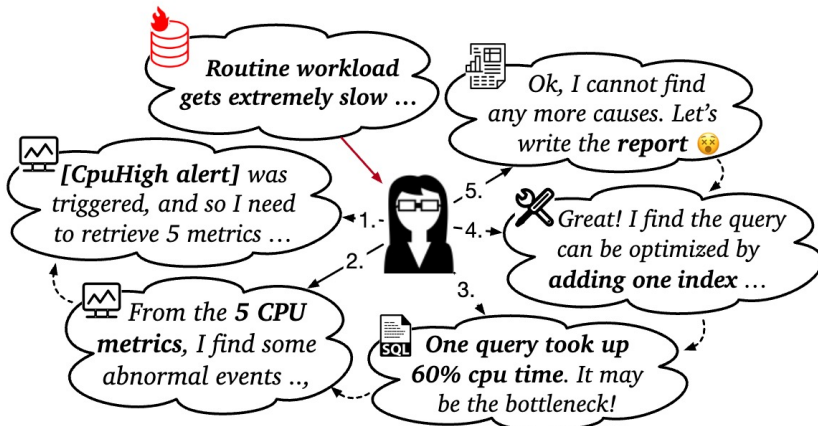 Routine workload
gets extremely slow ...
[CpuHigh alert] was
triggered, and so I need
to retrieve 5 metrics ...
1.
2.
From the 5 CPU
metrics, I find some
abnormal events ..,
3.
SQL
One query took up
60% cpu time. It may
be the bottleneck!
4.
Great! I find the query
can be optimized by
adding one index ...
5.
Ok, I cannot find
any more causes. Let's
write the report 😵